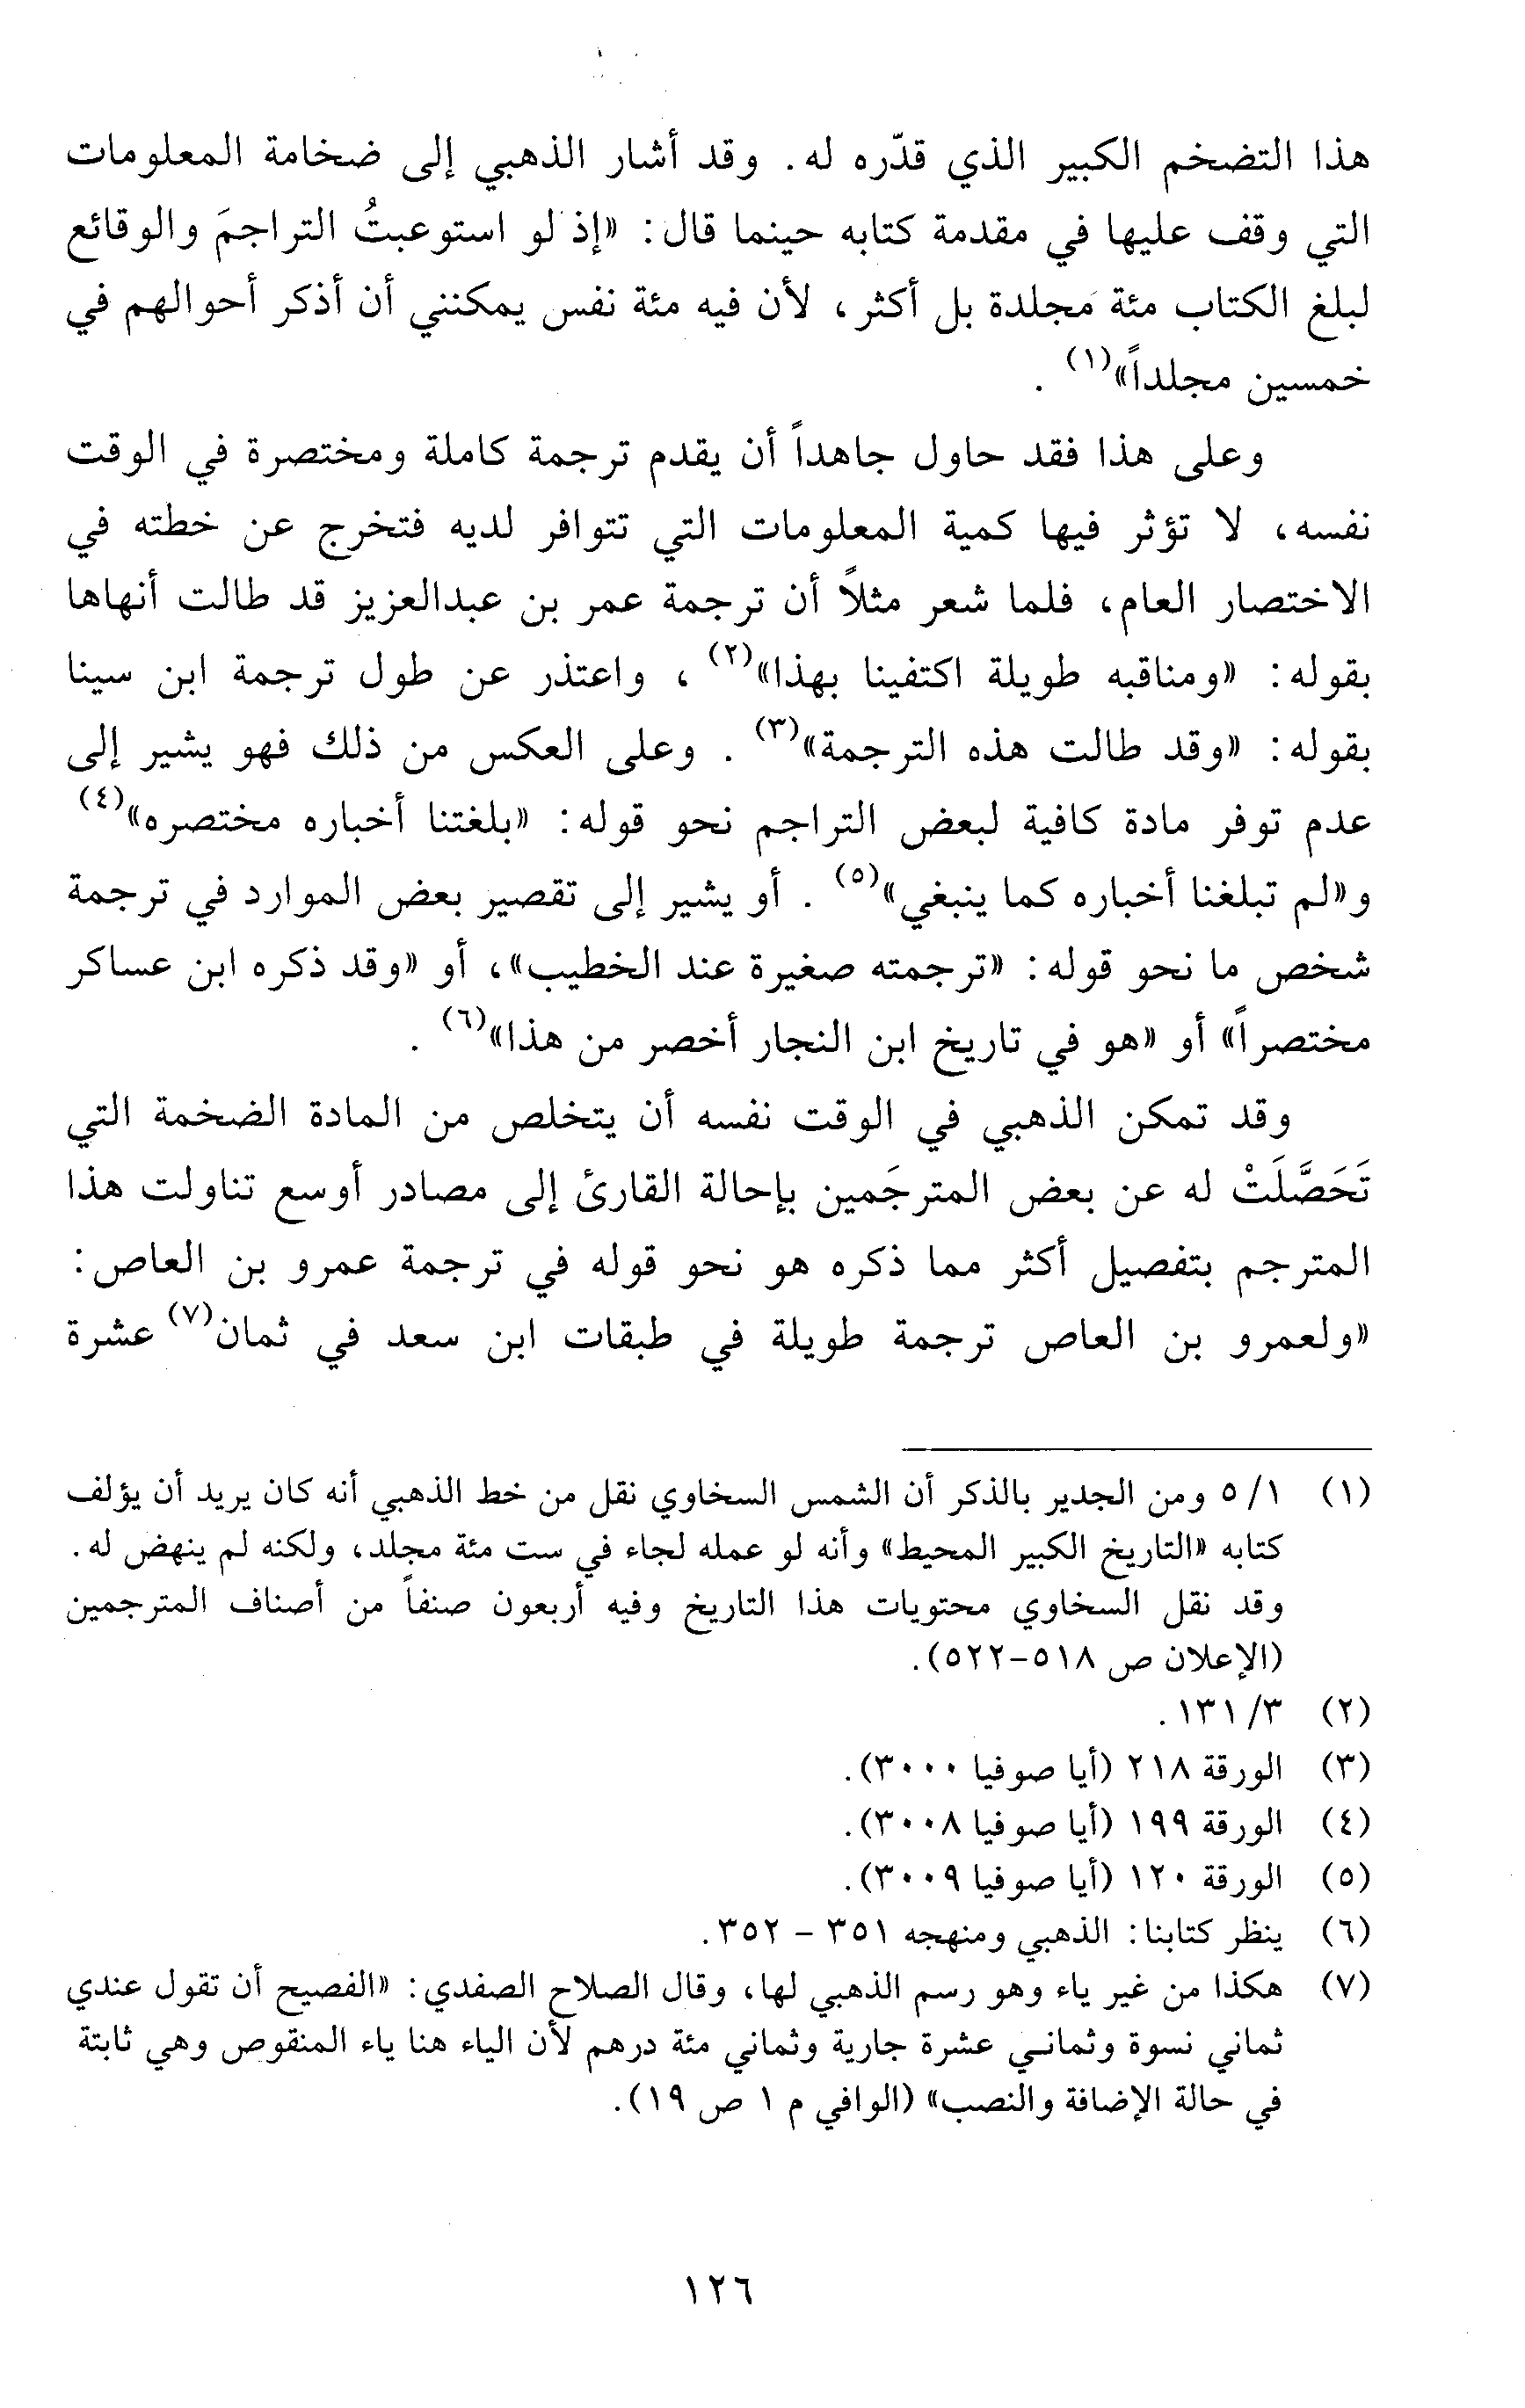 هذا التضخم الكبير الذي قدّره له. وقد أشار الذهبي إلى ضخامة المعلومات
التي وقف عليها في مقدمة كتابه حينما قال: «إذ لو استوعبتُ التراجمَ والوقائع
لبلغ الكتاب مئة مجلدة بل أكثر، لأن فيه مئة نفس يمكنني أن أذكر أحوالهم في
خمسين مجلداً»(١).
وعلى هذا فقد حاول جاهداً أن يقدم ترجمة كاملة ومختصرة في الوقت
نفسه، لا تؤثر فيها كمية المعلومات التي تتوافر لديه فتخرج عن خطته في
الاختصار العام، فلما شعر مثلاً أن ترجمة عمر بن عبدالعزيز قد طالت أنهاها
بقوله: «ومناقبه طويلة اكتفينا بهذا»(٢)، واعتذر عن طول ترجمة ابن سينا
بقوله: «وقد طالت هذه الترجمة»(٣). وعلى العكس من ذلك فهو يشير إلى
عدم توفر مادة كافية لبعض التراجم نحو قوله: «بلغتنا أخباره مختصره»(٤)
و«لم تبلغنا أخباره كما ينبغي»(٥). أو يشير إلى تقصير بعض الموارد في ترجمة
شخص ما نحو قوله: «ترجمته صغيرة عند الخطيب»، أو «وقد ذكره ابن عساكر
مختصراً» أو «هو في تاريخ ابن النجار أخصر من هذا»(٦).
وقد تمكن الذهبي في الوقت نفسه أن يتخلص من المادة الضخمة التي
تَحَصَّلَتْ له عن بعض المترجَمين بإحالة القارئ إلى مصادر أوسع تناولت هذا
المترجم بتفصيل أكثر مما ذكره هو نحو قوله في ترجمة عمرو بن العاص:
«ولعمرو بن العاص ترجمة طويلة في طبقات ابن سعد في ثمان(٧) عشرة
(١) ٥/١ ومن الجدير بالذكر أن الشمس السخاوي نقل من خط الذهبي أنه كان يريد أن يؤلف
كتابه «التاريخ الكبير المحيط» وأنه لو عمله لجاء في ست مئة مجلد، ولكنه لم ينهض له.
وقد نقل السخاوي محتويات هذا التاريخ وفيه أربعون صنفاً من أصناف المترجمين
(الإعلان ص ٥١٨-٥٢٢).
(٢) ١٣١/٣.
(٣) الورقة ٢١٨ (أيا صوفيا ٣٠٠٠).
(٤) الورقة ١٩٩ (أيا صوفيا ٣٠٠٨).
(٥) الورقة ١٢٠ (أيا صوفيا ٣٠٠٩).
(٦) ينظر كتابنا: الذهبي ومنهجه ٣٥١ - ٣٥٢.
(٧) هكذا من غير ياء وهو رسم الذهبي لها، وقال الصلاح الصفدي: «الفصيح أن تقول عندي
ثماني نسوة وثماني عشرة جارية وثماني مئة درهم لأن الياء هنا ياء المنقوص وهي ثابتة
في حالة الإضافة والنصب» (الوافي م ١ ص ١٩).
١٢٦